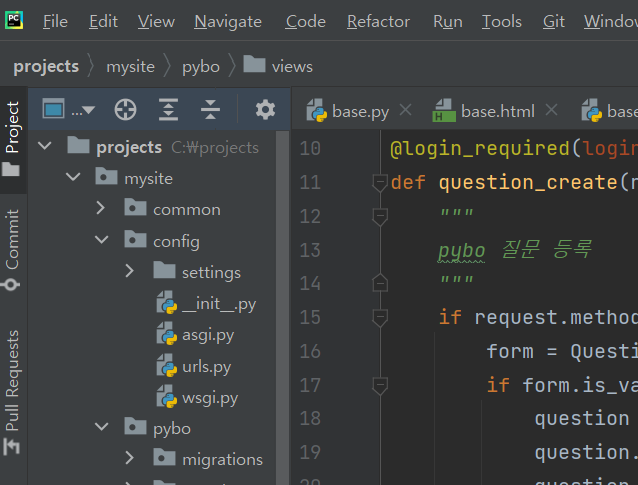 PC
File Edit View Navigate Code Refactor Run Tools Git
projects mysite pybo views
Project
Commit
Pull Requests
...
projects C:₩projects
mysite
common
config
settings
__init__.py
asgi.py
urls.py
wsgi.py
pybo
migrations
base.py base.html
10 @login_required(login
11 def question_create(
12 """
13 pybo 질문 등록
14 """
15 if request.metho
16 form = Questi
17 if form.is_va
18 question
19 question.
20 question